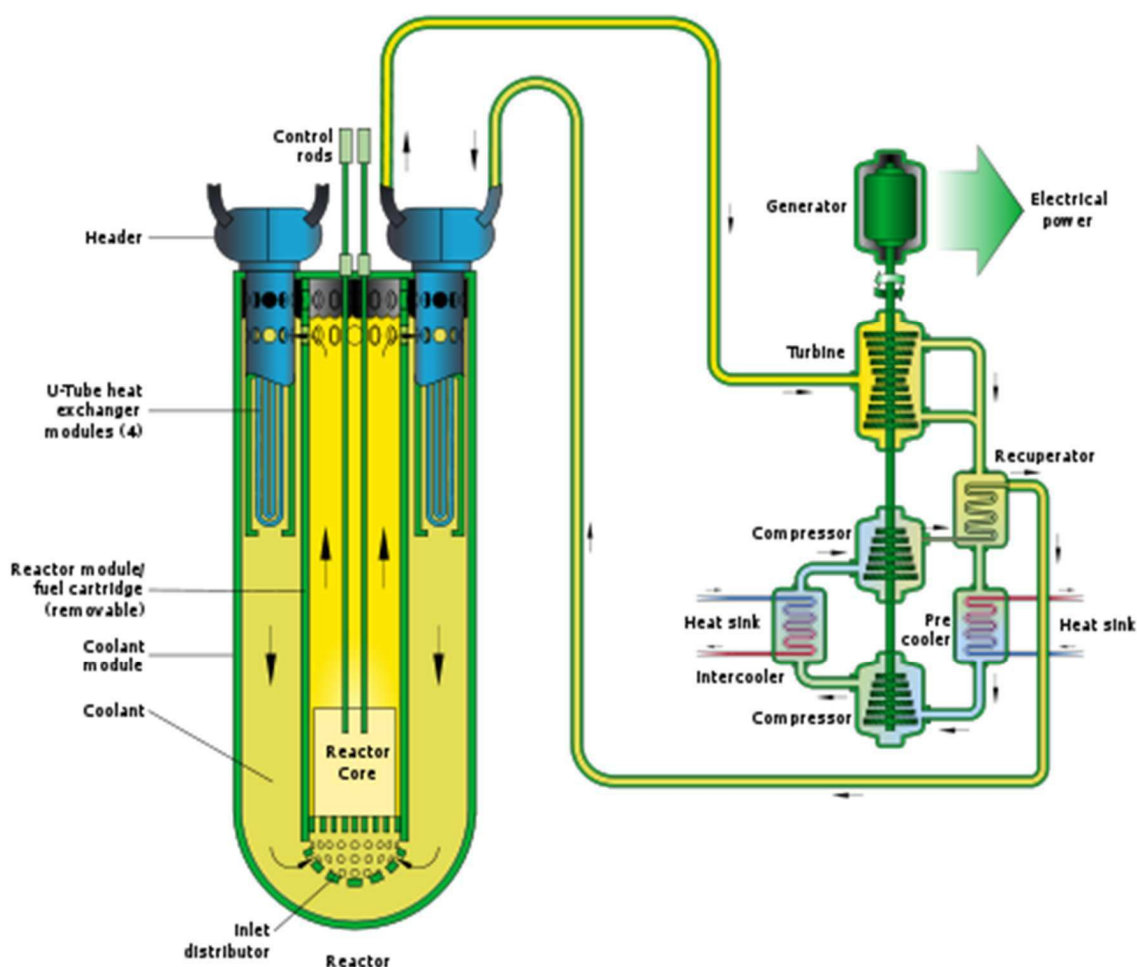 Control
rods
Header
U-Tube heat
exchanger
modules (4)
Reactor module/
fuel cartridge
(removable)
Coolant
module
Coolant
Reactor
Core
Inlet
distributor
Reactor
Generator
Electrical
power
Turbine
Recuperator
Compressor
Heat sink
Pre
cooler
Heat sink
Intercooler
Compressor